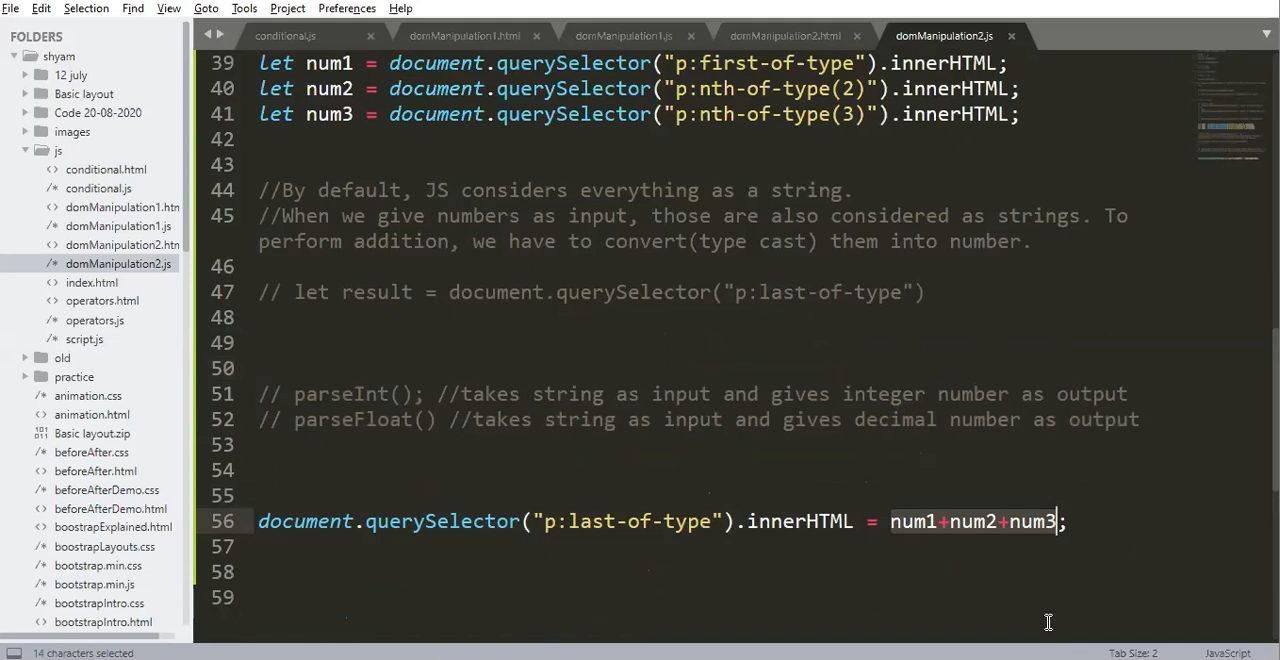 File Edit Selection Find View Goto Tools Project Preferences Help
FOLDERS
shyam
12 july
Basic layout
Code 20-08-2020
images
js
conditional.html
conditional.js
domManipulation1.htn
domManipulation1.js
domManipulation2.htn
domManipulation2.js
index.html
operators.html
operators.js
script.js
old
practice
animation.css
animation.html
Basic layout.zip
beforeAfter.css
beforeAfter.html
beforeAfterDemo.css
beforeAfterDemo.html
boostrapExplained.html
boostrapLayouts.css
bootstrap.min.css
bootstrap.min.js
bootstrapIntro.css
bootstrapIntro.html
conditional.js domManipulation1.html domManipulation1.js domManipulation2.html domManipulation2.js
39 let num1 = document.querySelector("p:first-of-type").innerHTML;
40 let num2 = document.querySelector("p:nth-of-type(2)").innerHTML;
41 let num3 = document.querySelector("p:nth-of-type(3)").innerHTML;
42
43
44 //By default, JS considers everything as a string.
45 //When we give numbers as input, those are also considered as strings. To
perform addition, we have to convert(type cast) them into number.
46
47 // let result = document.querySelector("p:last-of-type")
48
49
50
51 // parseInt(); //takes string as input and gives integer number as output
52 // parseFloat() //takes string as input and gives decimal number as output
53
54
55
56 document.querySelector("p:last-of-type").innerHTML = num1+num2+num3;
57
58
59
14 characters selected Tab Size: 2 JavaScript